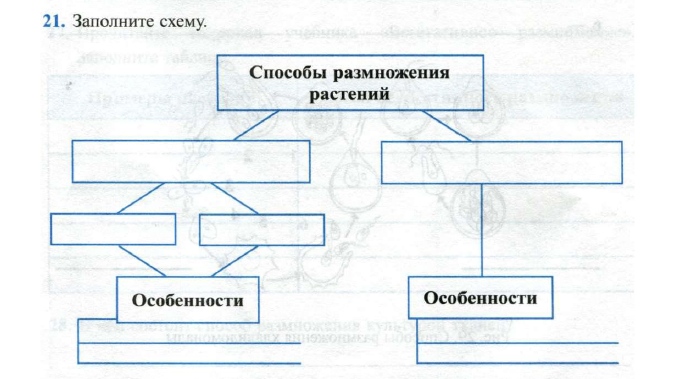 21. Заполните схему.
Способы размножения
растений
Особенности
Особенности